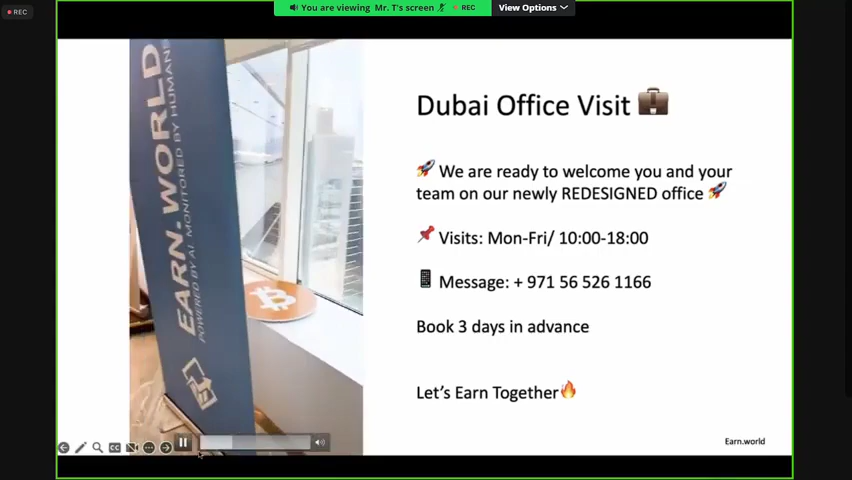 REC
You are viewing Mr. T's screen
REC
View Options
Dubai Office Visit
We are ready to welcome you and your
team on our newly REDESIGNED office
Visits: Mon-Fri/ 10:00-18:00
Message: + 971 56 526 1166
Book 3 days in advance
Let's Earn Together
Earn.world
EARN.WORLD
POWERED BY AI. MONITORED BY HUMANS
CC